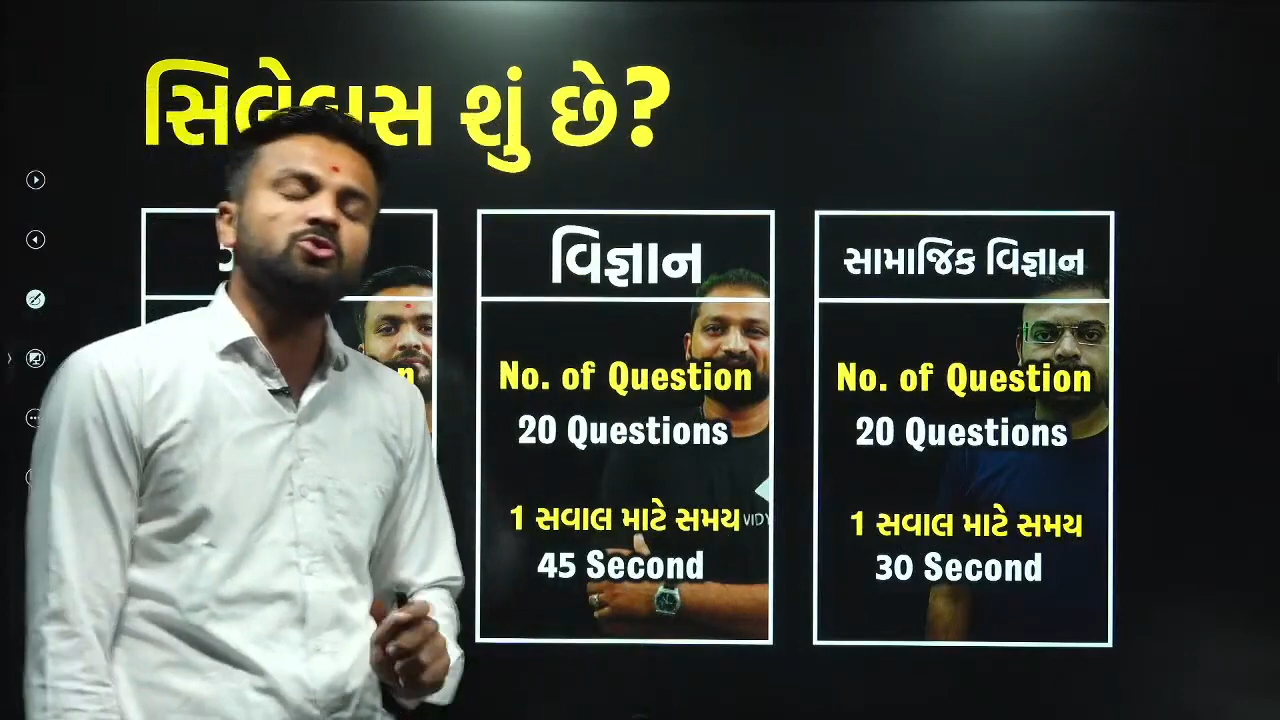 સિલેબસ શું છે?
વિજ્ઞાન
No. of Question
20 Questions
1 સવાલ માટે સમય
45 Second
સામાજિક વિજ્ઞાન
No. of Question
20 Questions
1 સવાલ માટે સમય
30 Second